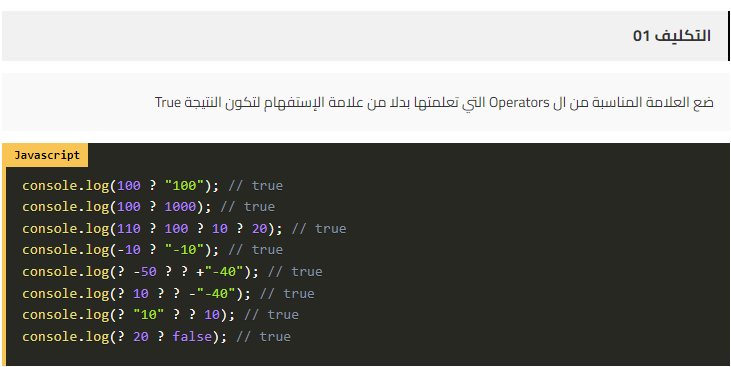 التكليف 01
ضع العلامة المناسبة من ال Operators التي تعلمتها بدلا من علامة الإستفهام لتكون النتيجة True
Javascript
console.log(100 ? "100"); // true
console.log(100 ? 1000); // true
console.log(110 ? 100 ? 10 ? 20); // true
console.log(-10 ? "-10"); // true
console.log(? -50 ? ? +"-40"); // true
console.log(? 10 ? ? -"-40"); // true
console.log(? "10" ? ? 10); // true
console.log(? 20 ? false); // true